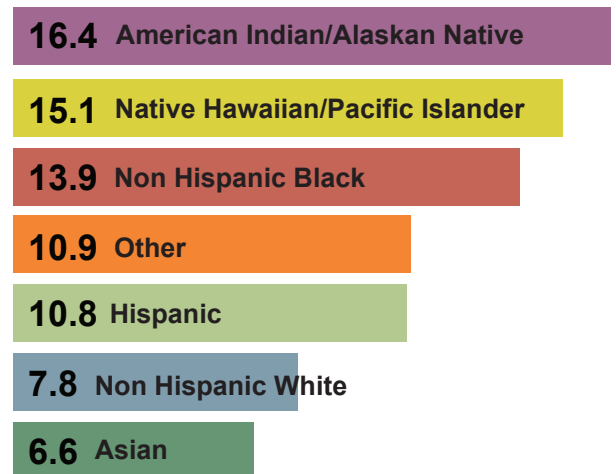 16.4 American Indian/Alaskan Native
15.1 Native Hawaiian/Pacific Islander
13.9 Non Hispanic Black
10.9 Other
10.8 Hispanic
7.8 Non Hispanic White
6.6 Asian